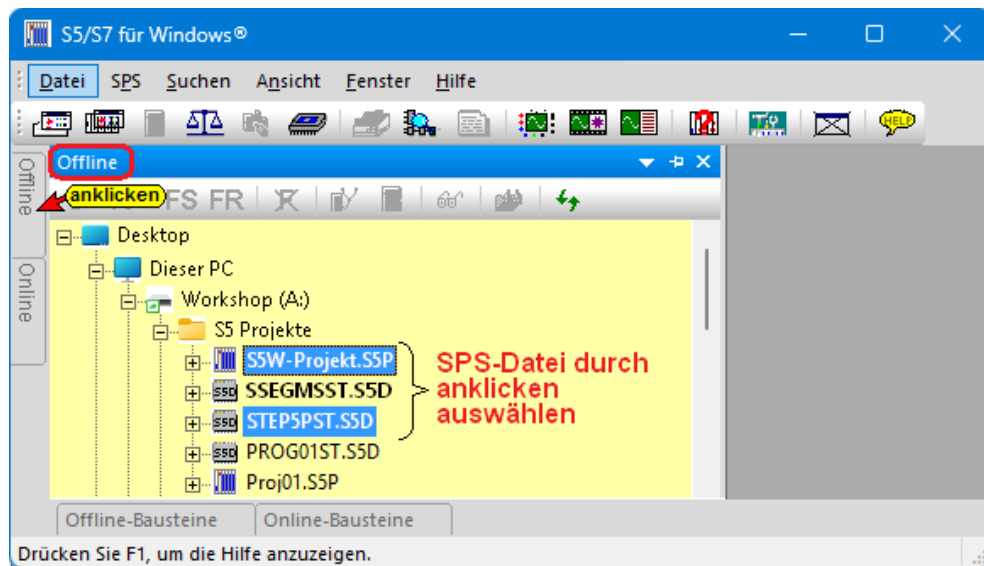 S5/S7 für Windows®
Datei SPS Suchen Ansicht Fenster Hilfe
HELP
Offline
Offline
anklicken
FS FR
Desktop
Dieser PC
Online
Workshop (A:)
S5 Projekte
S5W-Projekt.S5P
SSEGMSST.S5D
STEP5PST.S5D
PROG01ST.S5D
Proj01.S5P
SPS-Datei durch
anklicken
auswählen
Offline-Bausteine Online-Bausteine
Drücken Sie F1, um die Hilfe anzuzeigen.